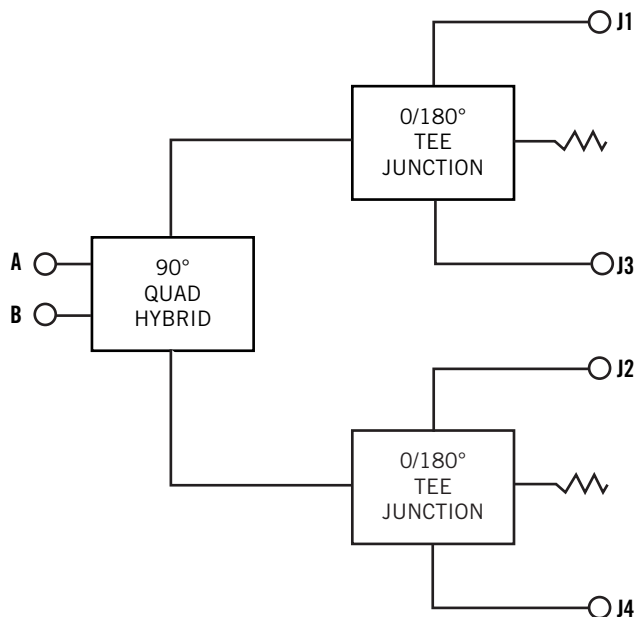 J1
0/180°
TEE
JUNCTION
J3
A
B
90°
QUAD
HYBRID
J2
0/180°
TEE
JUNCTION
J4